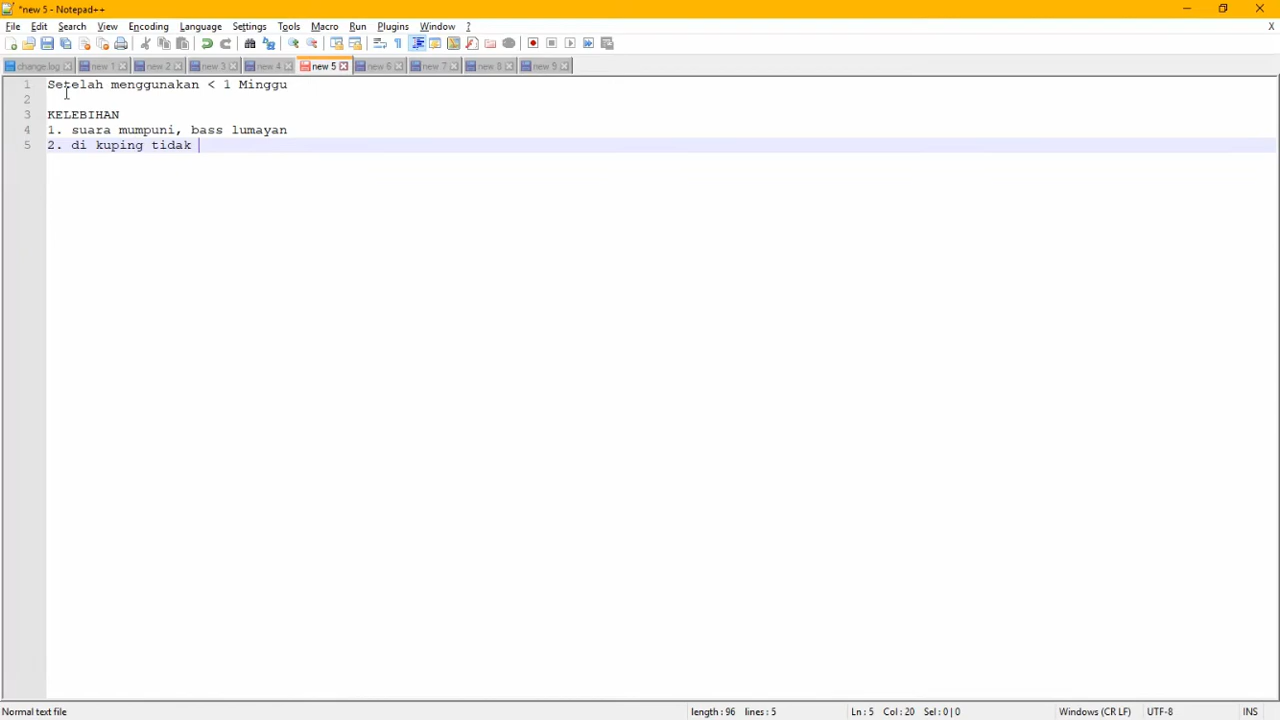 *new 5 - Notepad++
File Edit Search View Encoding Language Settings Tools Macro Run Plugins Window ? X
change.log new 1 new 2 new 3 new 4 new 5 new 6 new 7 new 8 new 9
1 Setelah menggunakan < 1 Minggu
2
3 KELEBIHAN
4 1. suara mumpuni, bass lumayan
5 2. di kuping tidak
Normal text file length : 96 lines : 5 Ln : 5 Col : 20 Sel : 0 | 0 Windows (CR LF) UTF-8 INS